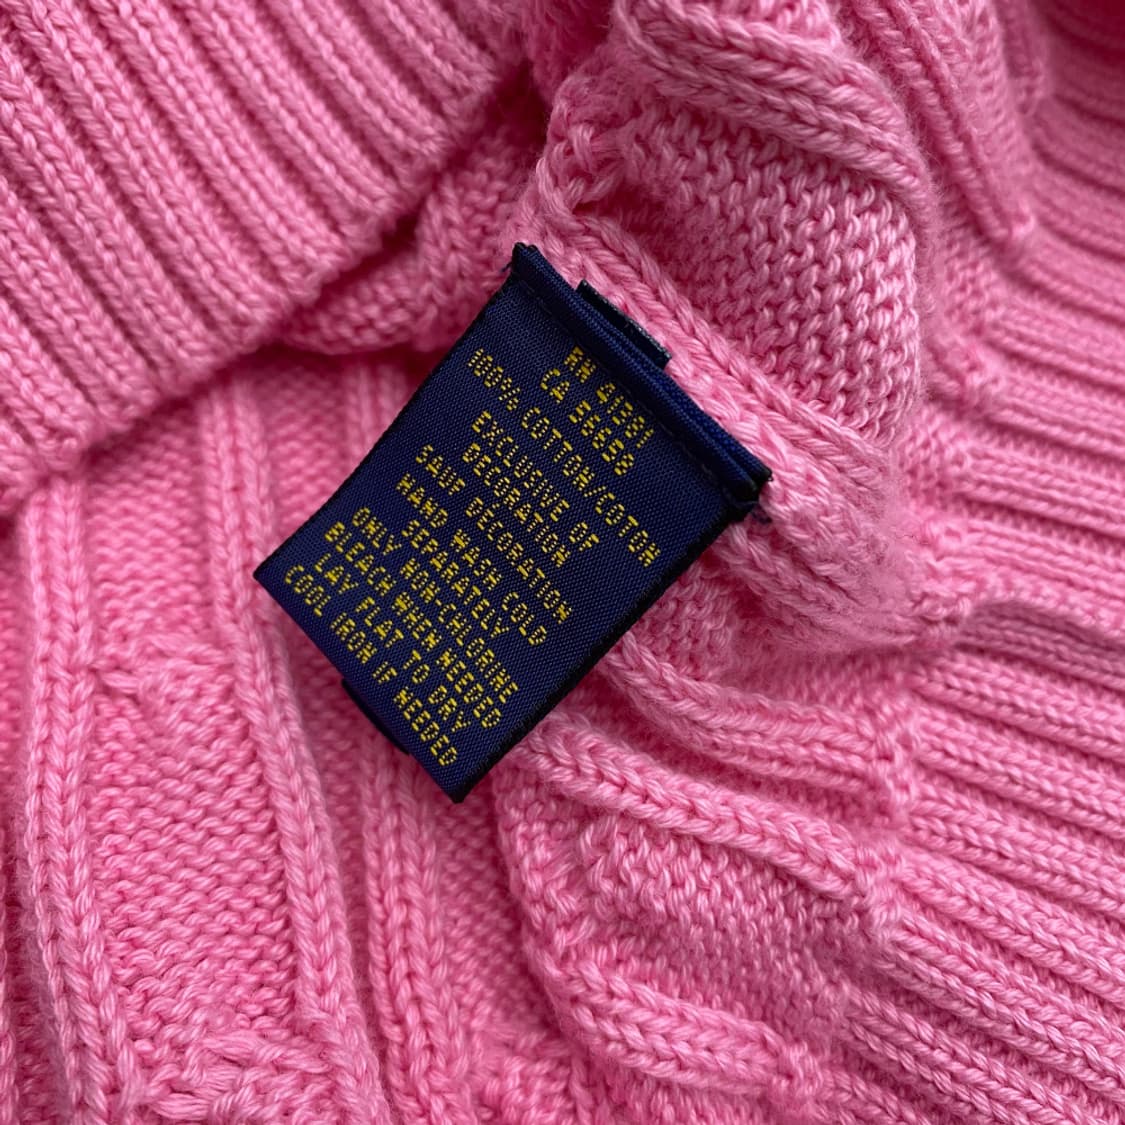 RN 41381
CA 56658
100% COTTON/COTON
EXCLUSIVE OF
DECORATION
SAUF DECORATION
HAND WASH COLD
SEPARATELY
ONLY NON-CHLORINE
BLEACH WHEN NEEDED
LAY FLAT TO DRY
COOL IRON IF NEEDED